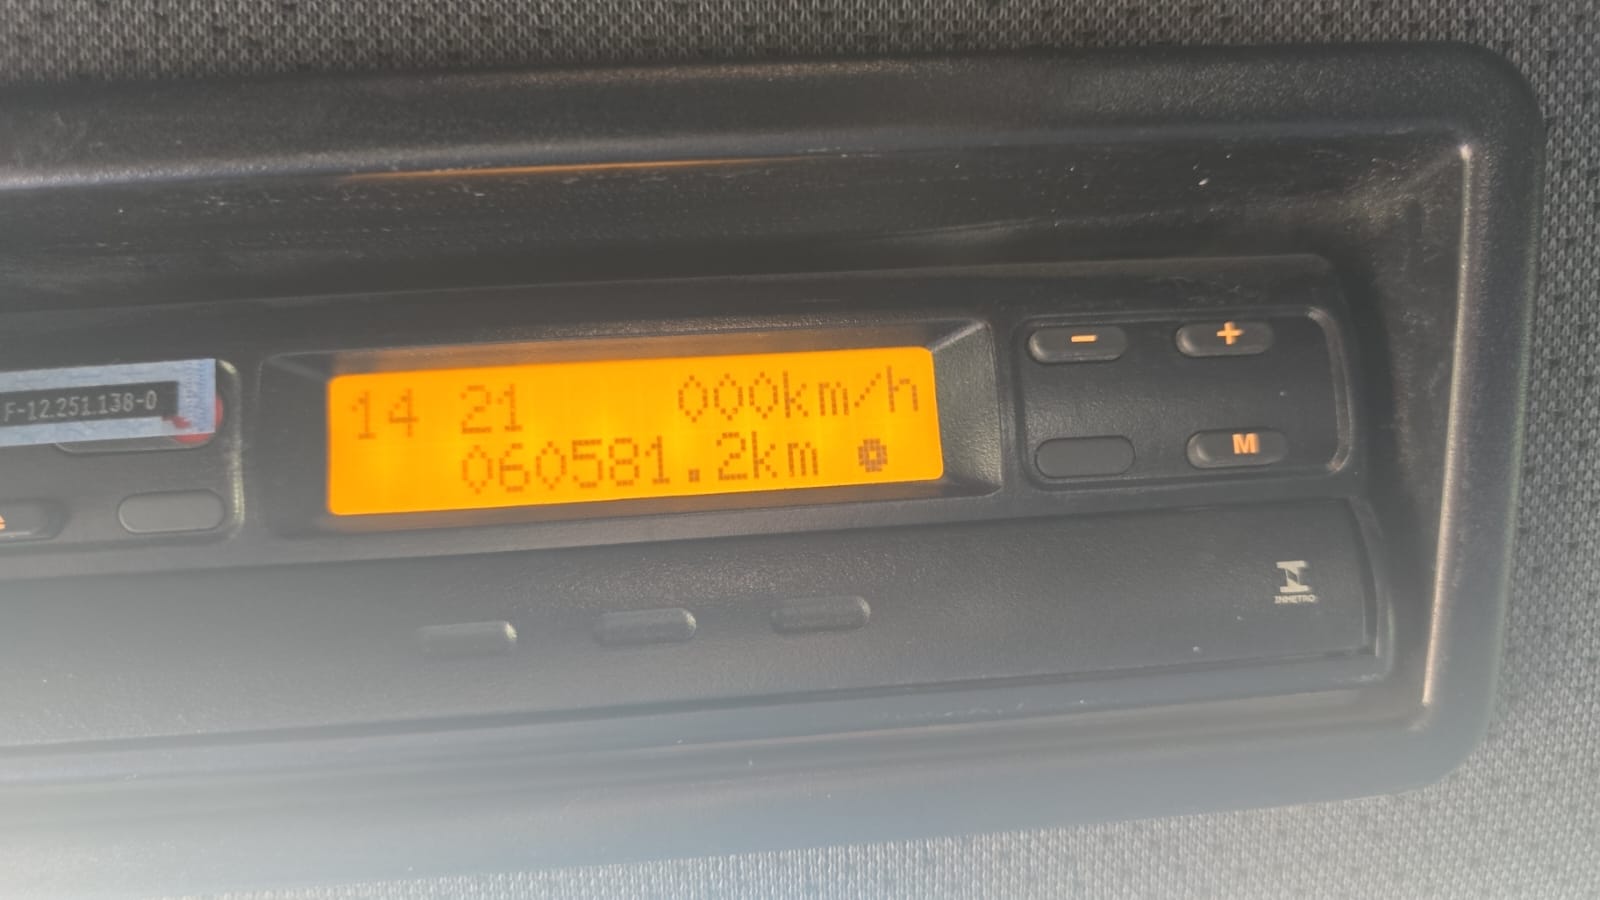 14 21 000km/h
060581.2km
F-12.251.138-0
- +
M
INMETRO